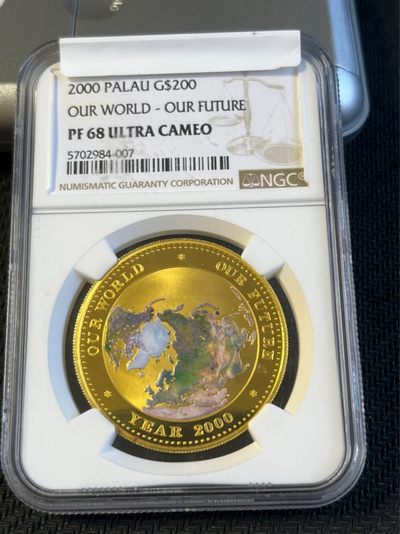 2000 PALAU G$200
OUR WORLD - OUR FUTURE
PF 68 ULTRA CAMEO
5702984-007
NUMISMATIC GUARANTY CORPORATION NGC®
OUR WORLD * OUR FUTURE
* YEAR 2000 *